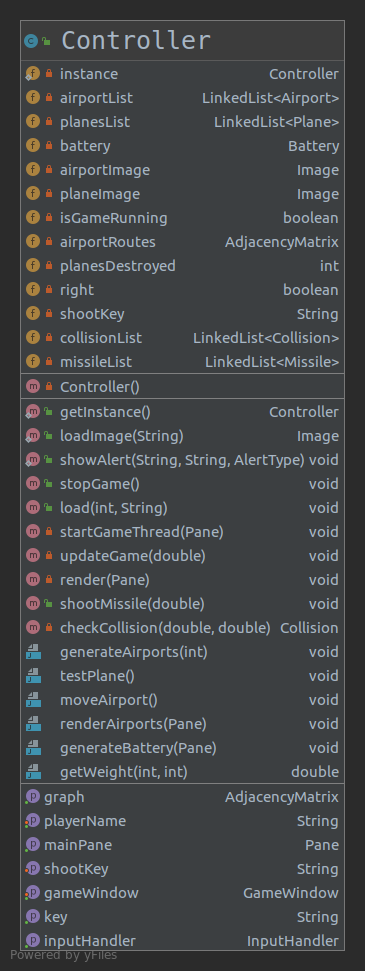 Controller
instance Controller
airportList LinkedList<Airport>
planesList LinkedList<Plane>
battery Battery
airportImage Image
planeImage Image
isGameRunning boolean
airportRoutes AdjacencyMatrix
planesDestroyed int
right boolean
shootKey String
collisionList LinkedList<Collision>
missileList LinkedList<Missile>
Controller()
getInstance() Controller
loadImage(String) Image
showAlert(String, String, AlertType) void
stopGame() void
load(int, String) void
startGameThread(Pane) void
updateGame(double) void
render(Pane) void
shootMissile(double) void
checkCollision(double, double) Collision
generateAirports(int) void
testPlane() void
moveAirport() void
renderAirports(Pane) void
generateBattery(Pane) void
getWeight(int, int) double
graph AdjacencyMatrix
playerName String
mainPane Pane
shootKey String
gameWindow GameWindow
key String
inputHandler InputHandler
Powered by yFiles